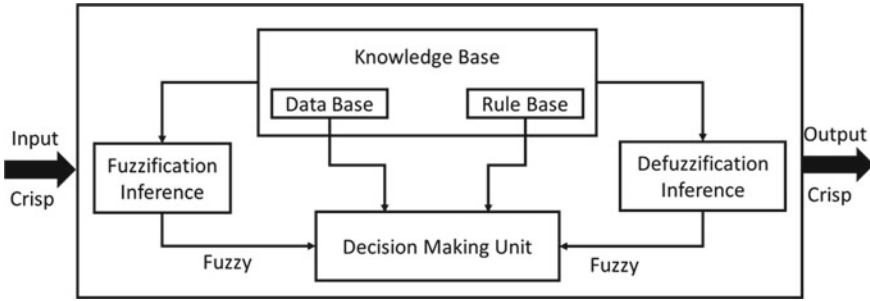 Knowledge Base
Data Base
Rule Base
Input
Crisp
Fuzzification
Inference
Defuzzification
Inference
Output
Crisp
Decision Making Unit
Fuzzy
Fuzzy